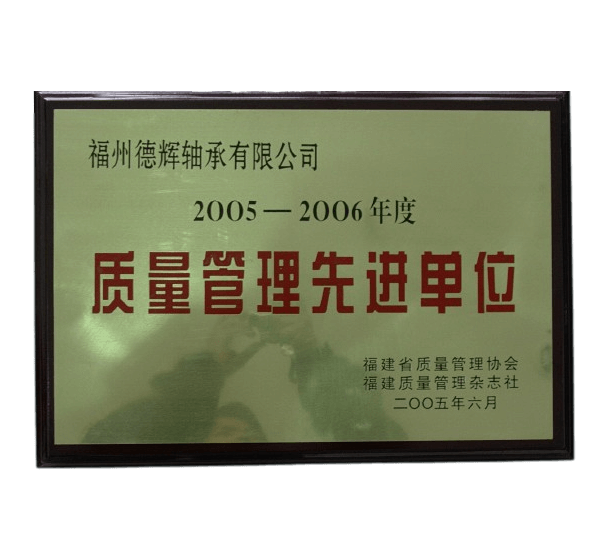 福州德辉轴承有限公司
2005—2006年度
质量管理先进单位
福建省质量管理协会
福建质量管理杂志社
二OO五年六月